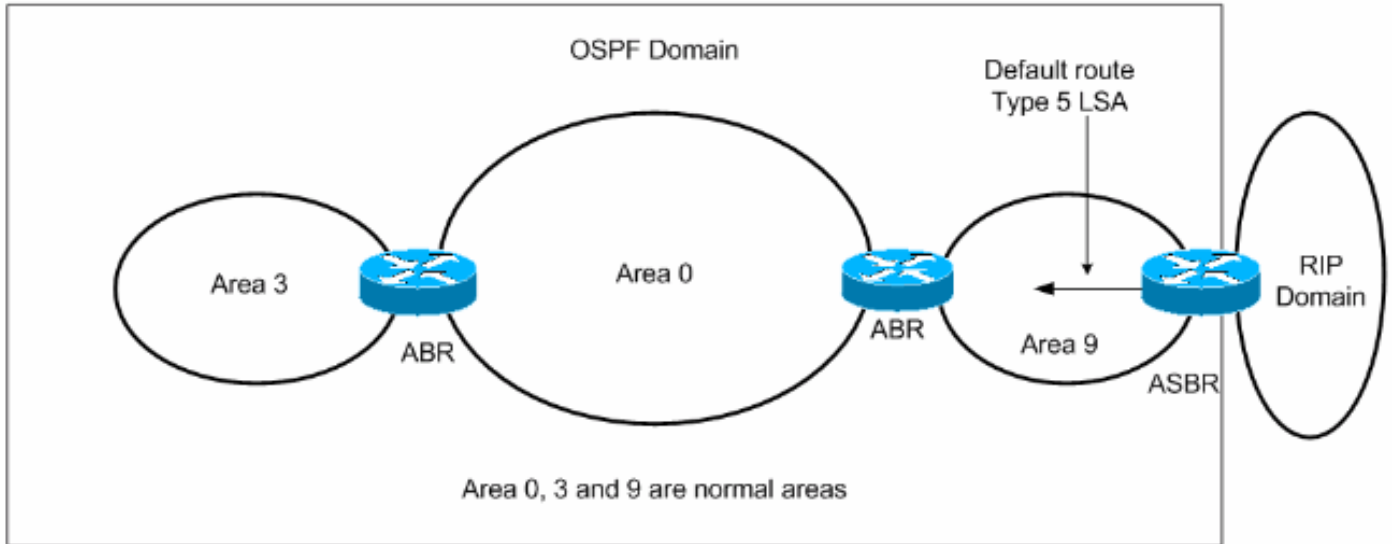 OSPF Domain
Default route
Type 5 LSA
Area 3
ABR
Area 0
ABR
Area 9
ASBR
RIP
Domain
Area 0, 3 and 9 are normal areas